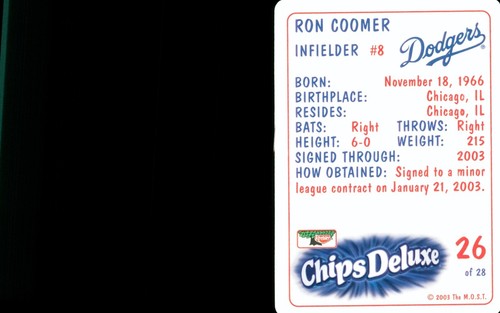 RON COOMER
INFIELDER #8 Dodgers
BORN: November 18, 1966
BIRTHPLACE: Chicago, IL
RESIDES: Chicago, IL
BATS: Right THROWS: Right
HEIGHT: 6-0 WEIGHT: 215
SIGNED THROUGH: 2003
HOW OBTAINED: Signed to a minor
league contract on January 21, 2003.
Chips Deluxe
26
of 28
© 2003 The M.O.S.T.